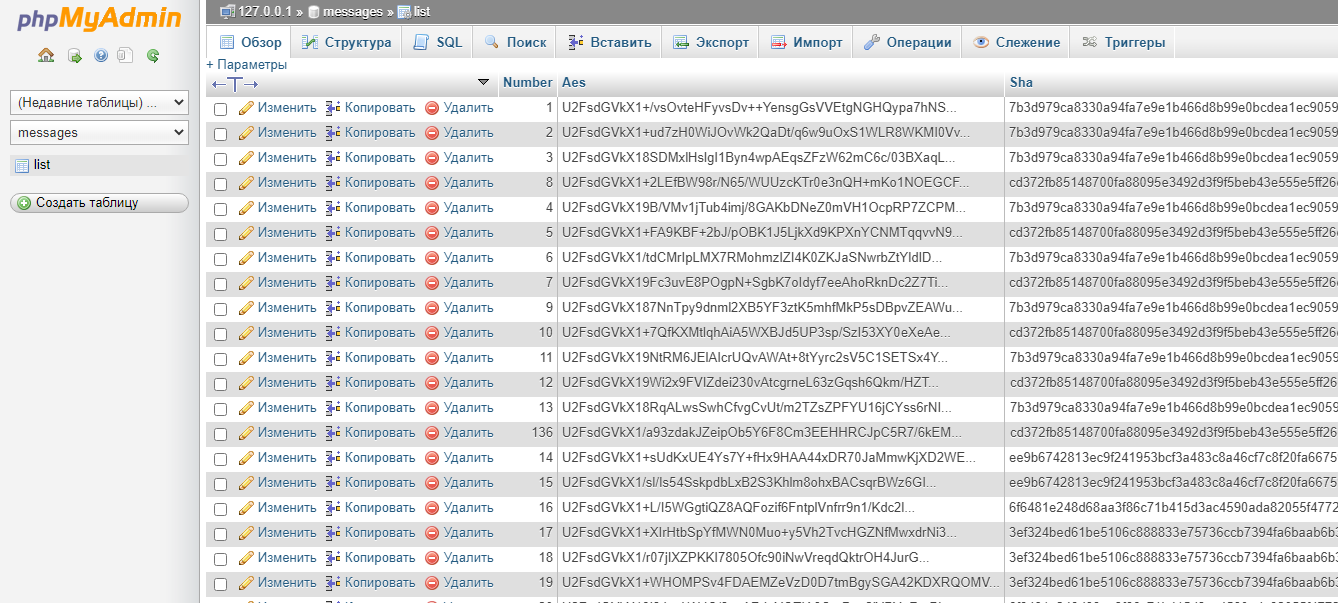 phpMyAdmin
127.0.0.1 » messages » list
Обзор Структура SQL Поиск Вставить Экспорт Импорт Операции Слежение Триггеры
+ Параметры
←T→ Number Aes Sha
(Недавние таблицы) ...
messages
list
Создать таблицу
Изменить Копировать Удалить 1 U2FsdGVkX1+/vsOvteHFyvsDv++YensgGsVVEtgNGHQypa7hNS... 7b3d979ca8330a94fa7e9e1b466d8b99e0bcdea1ec9059
Изменить Копировать Удалить 2 U2FsdGVkX1+ud7zH0WiJOvWk2QaDt/q6w9uOxS1WLR8WKMI0Vv... 7b3d979ca8330a94fa7e9e1b466d8b99e0bcdea1ec9059
Изменить Копировать Удалить 3 U2FsdGVkX18SDMxIHsIgI1Byn4wpAEqsZFzW62mC6c/03BXaqL... 7b3d979ca8330a94fa7e9e1b466d8b99e0bcdea1ec9059
Изменить Копировать Удалить 8 U2FsdGVkX1+2LEfBW98r/N65/WUUzcKTr0e3nQH+mKo1NOEGCF... cd372fb85148700fa88095e3492d3f9f5beb43e555e5ff26
Изменить Копировать Удалить 4 U2FsdGVkX19B/VMv1jTub4imj/8GAKbDNeZ0mVH1OcpRP7ZCPM... 7b3d979ca8330a94fa7e9e1b466d8b99e0bcdea1ec9059
Изменить Копировать Удалить 5 U2FsdGVkX1+FA9KBF+2bJ/pOBK1J5LjkXd9KPXnYCNMTqqvvN9... cd372fb85148700fa88095e3492d3f9f5beb43e555e5ff26
Изменить Копировать Удалить 6 U2FsdGVkX1/tdCMrIpLMX7RMohmzIZI4K0ZKJaSNwrbZtYIdID... 7b3d979ca8330a94fa7e9e1b466d8b99e0bcdea1ec9059
Изменить Копировать Удалить 7 U2FsdGVkX19Fc3uvE8POgpN+SgbK7oIdyf7eeAhoRknDc2Z7Ti... cd372fb85148700fa88095e3492d3f9f5beb43e555e5ff26
Изменить Копировать Удалить 9 U2FsdGVkX187NnTpy9dnmI2XB5YF3ztK5mhfMkP5sDBpvZEAWu... 7b3d979ca8330a94fa7e9e1b466d8b99e0bcdea1ec9059
Изменить Копировать Удалить 10 U2FsdGVkX1+7QfKXMtIqhAiA5WXBJd5UP3sp/SzI53XY0eXeAe... cd372fb85148700fa88095e3492d3f9f5beb43e555e5ff26
Изменить Копировать Удалить 11 U2FsdGVkX19NtRM6JEIAIcrUQvAWAt+8tYyrc2sV5C1SETSx4Y... 7b3d979ca8330a94fa7e9e1b466d8b99e0bcdea1ec9059
Изменить Копировать Удалить 12 U2FsdGVkX19Wi2x9FVIZdei230vAtcgrneL63zGqsh6Qkm/HZT... cd372fb85148700fa88095e3492d3f9f5beb43e555e5ff26
Изменить Копировать Удалить 13 U2FsdGVkX18RqALwsSwhCfvgCvUt/m2TZsZPFYU16jCYss6rNI... 7b3d979ca8330a94fa7e9e1b466d8b99e0bcdea1ec9059
Изменить Копировать Удалить 136 U2FsdGVkX1/a93zdakJZeipOb5Y6F8Cm3EEHHRCJpC5R7/6kEM... cd372fb85148700fa88095e3492d3f9f5beb43e555e5ff26
Изменить Копировать Удалить 14 U2FsdGVkX1+sUdKxUE4Ys7Y+fHx9HAA44xDR70JaMmwKjXD2WE... ee9b6742813ec9f241953bcf3a483c8a46cf7c8f20fa6675
Изменить Копировать Удалить 15 U2FsdGVkX1/sI/Is54SskpdbLxB2S3KhIm8ohxBACsqrBWz6GI... ee9b6742813ec9f241953bcf3a483c8a46cf7c8f20fa6675
Изменить Копировать Удалить 16 U2FsdGVkX1+L/I5WGgtiQZ8AQFozif6FntpIVnfrr9n1/Kdc2I... 6f6481e248d68aa3f86c71b415d3ac4590ada82055f4772
Изменить Копировать Удалить 17 U2FsdGVkX1+XIrHtbSpYfMWN0Muo+y5Vh2TvcHGZNfMwxdrNi3... 3ef324bed61be5106c888833e75736ccb7394fa6baab6b3
Изменить Копировать Удалить 18 U2FsdGVkX1/r07jIXZPKKI7805Ofc90iNwVreqdQktrOH4JurG... 3ef324bed61be5106c888833e75736ccb7394fa6baab6b3
Изменить Копировать Удалить 19 U2FsdGVkX1+WHOMPSv4FDAEMZeVzD0D7tmBgySGA42KDXRQOMV... 3ef324bed61be5106c888833e75736ccb7394fa6baab6b3